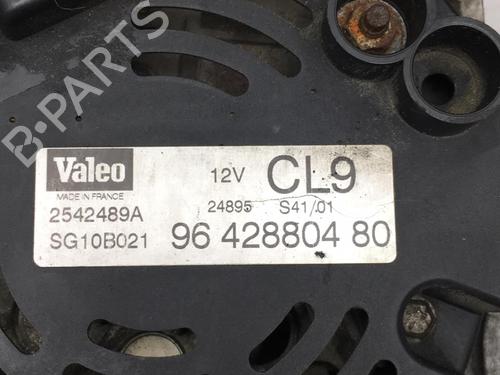 B-PARTS
Valeo
MADE IN FRANCE
12V CL9
2542489A 24895 S41/01
SG10B021 96 428804 80